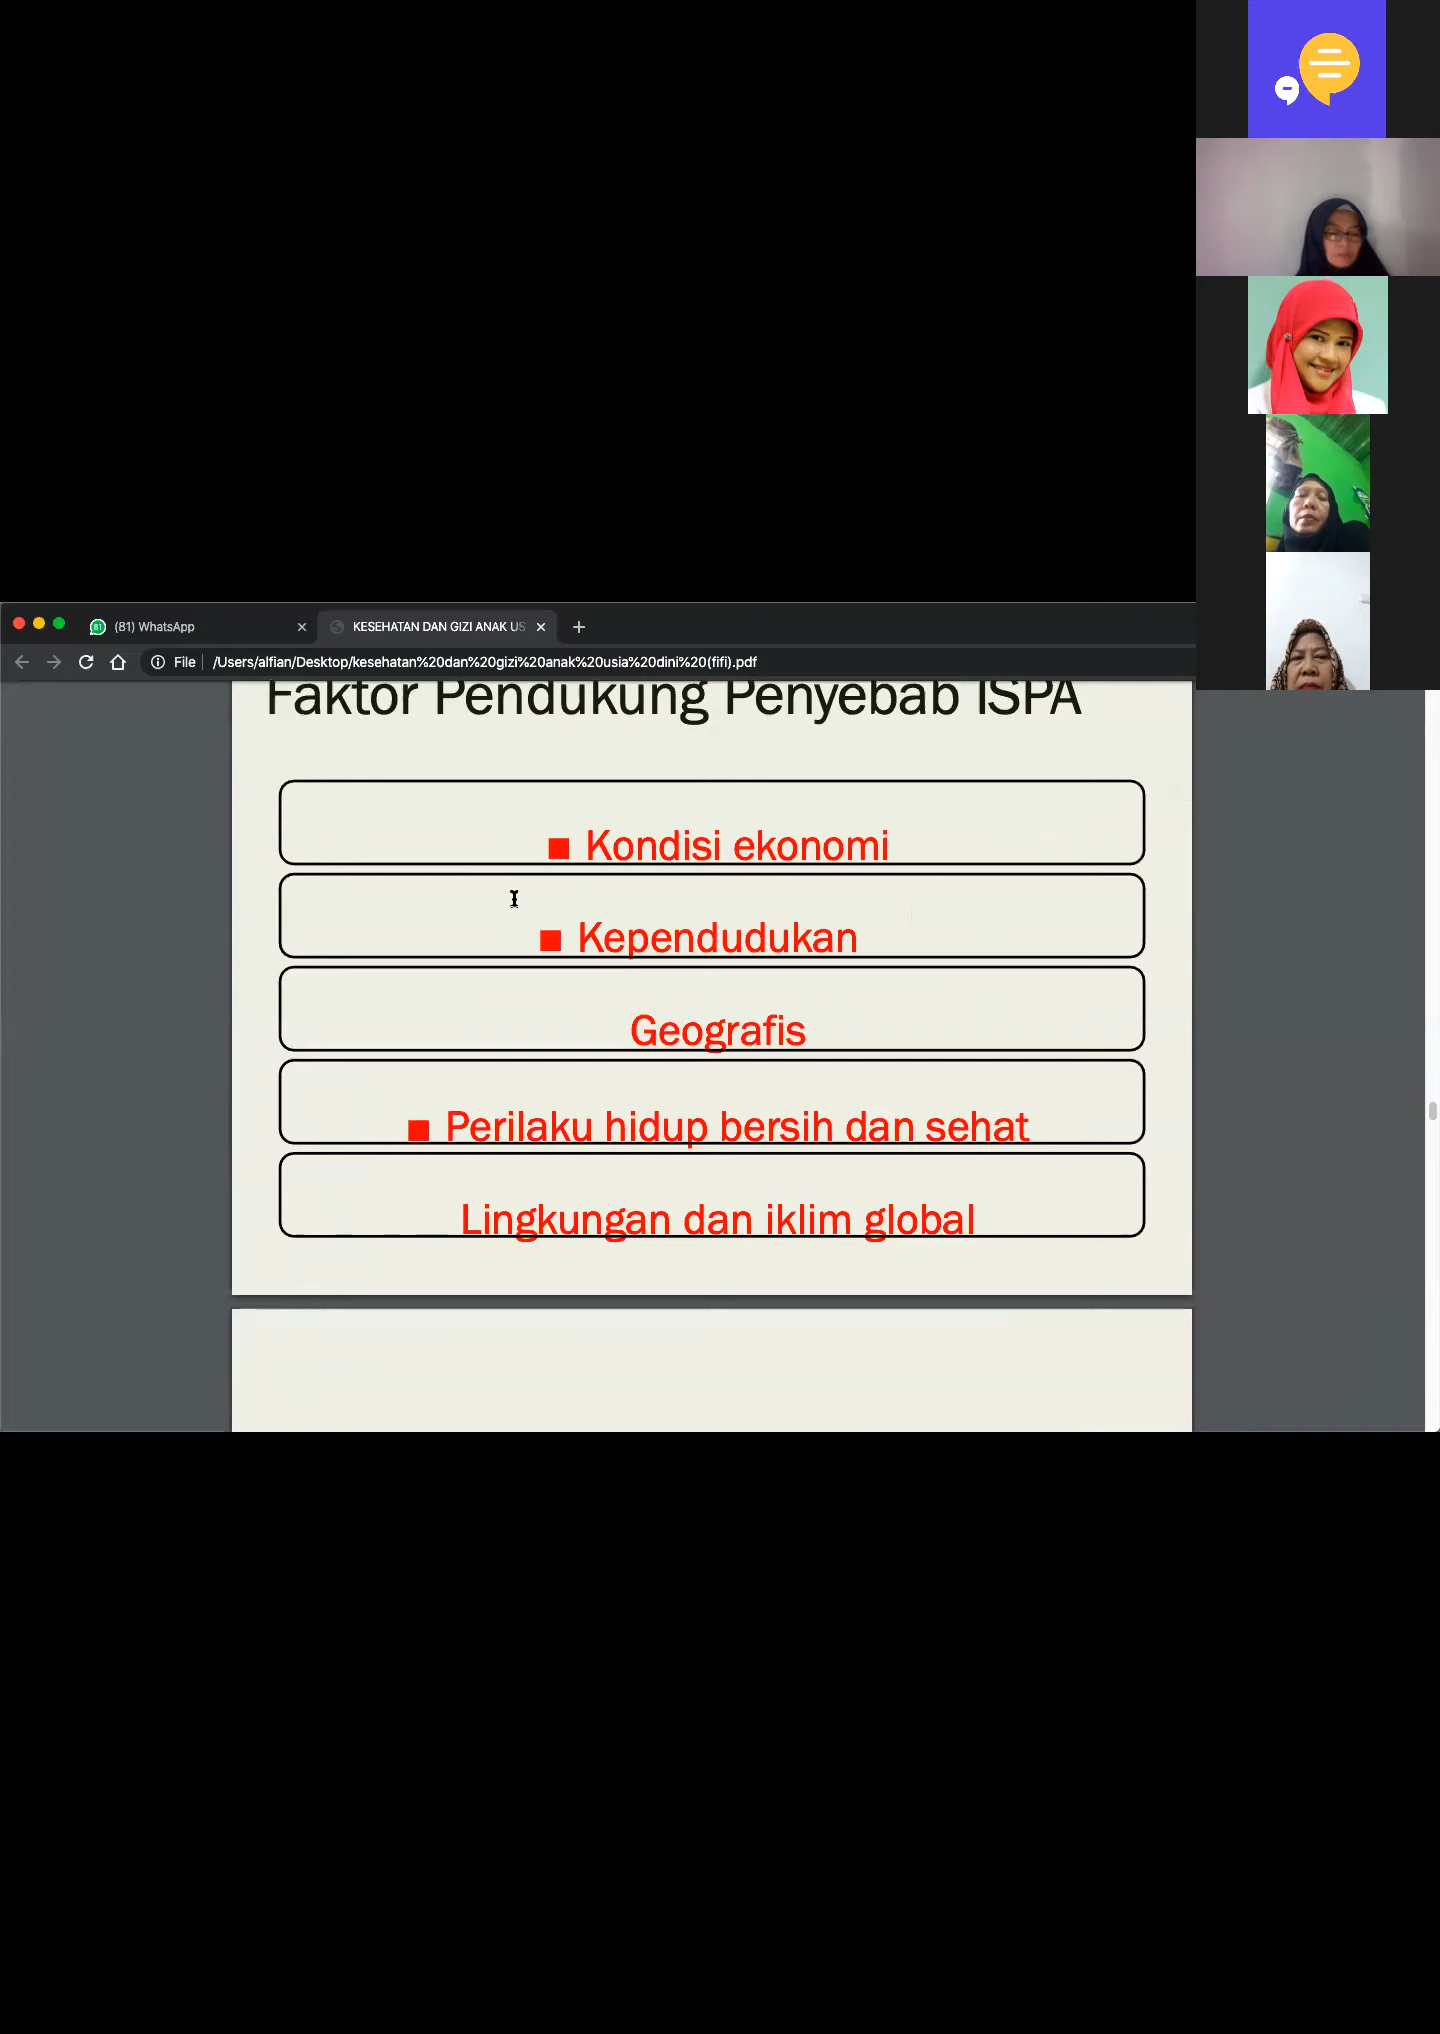 (81) WhatsApp
KESEHATAN DAN GIZI ANAK US
File
/Users/alfian/Desktop/kesehatan%20dan%20gizi%20anak%20usia%20dini%20(fifi).pdf
Faktor Pendukung Penyebab ISPA
Kondisi ekonomi
Kependudukan
Geografis
Perilaku hidup bersih dan sehat
Lingkungan dan iklim global